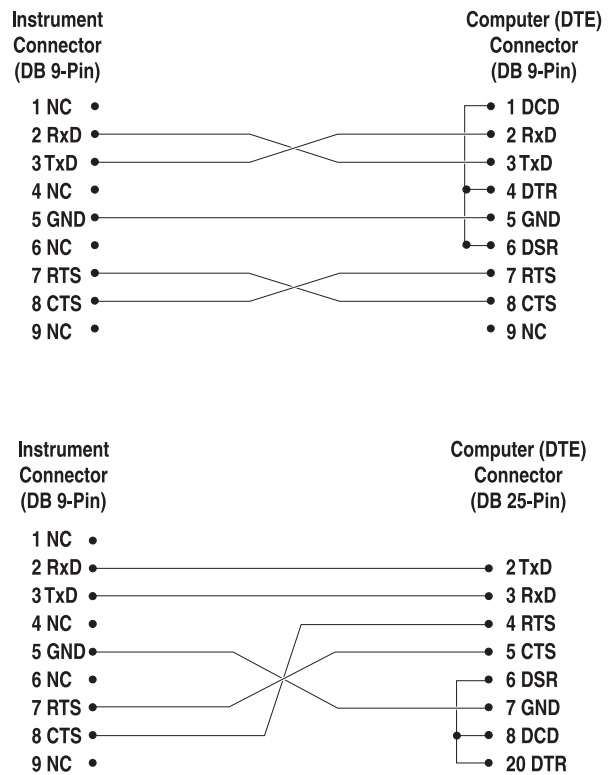 Instrument
Connector
(DB 9-Pin)
1 NC
2 RxD
3 TxD
4 NC
5 GND
6 NC
7 RTS
8 CTS
9 NC
Computer (DTE)
Connector
(DB 9-Pin)
1 DCD
2 RxD
3 TxD
4 DTR
5 GND
6 DSR
7 RTS
8 CTS
9 NC
Instrument
Connector
(DB 9-Pin)
1 NC
2 RxD
3 TxD
4 NC
5 GND
6 NC
7 RTS
8 CTS
9 NC
Computer (DTE)
Connector
(DB 25-Pin)
2 TxD
3 RxD
4 RTS
5 CTS
6 DSR
7 GND
8 DCD
20 DTR